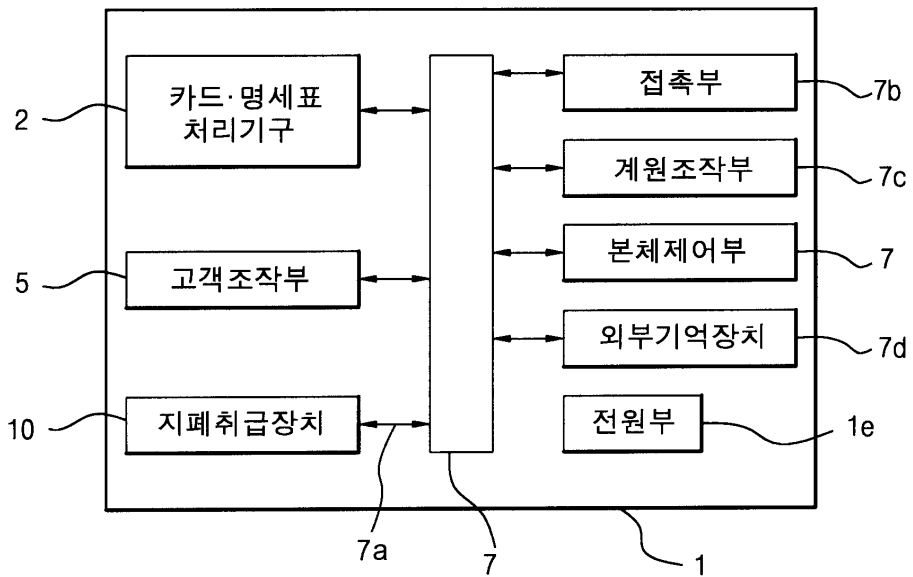 카드·명세표
처리기구
2
접촉부
7b
계원조작부
7c
고객조작부
5
본체제어부
7
외부기억장치
7d
지폐취급장치
10
전원부
1e
7a
7
1